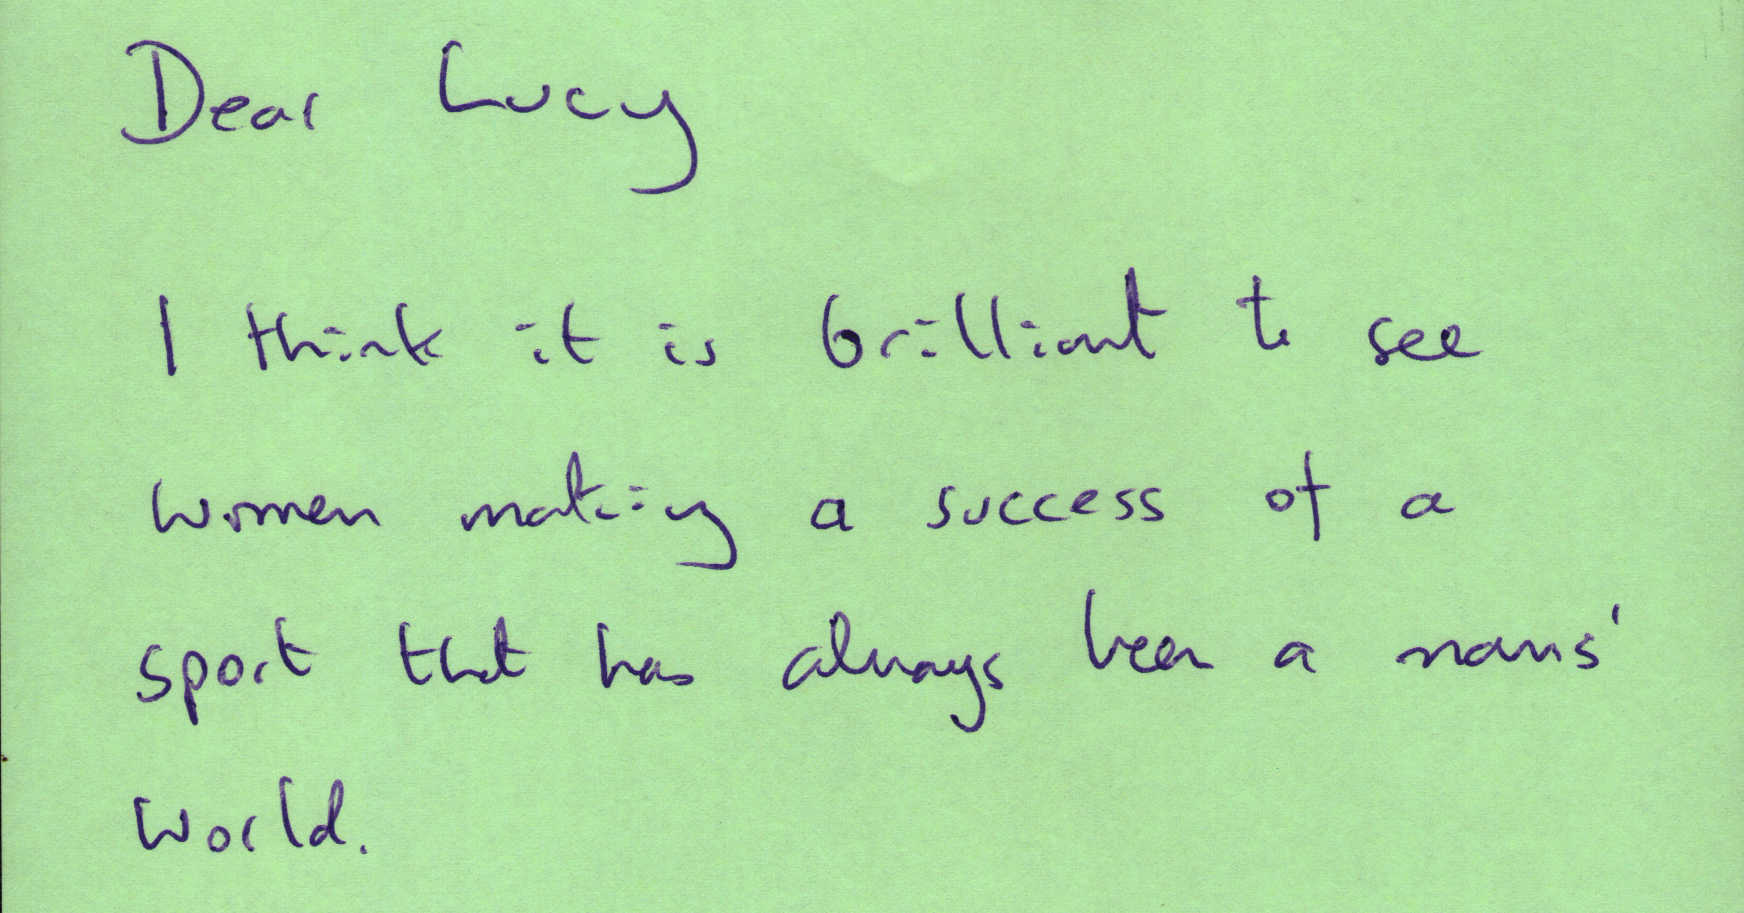 Dear Lucy
I think it is brilliant to see
women making a success of a
sport that has always been a mans'
world.